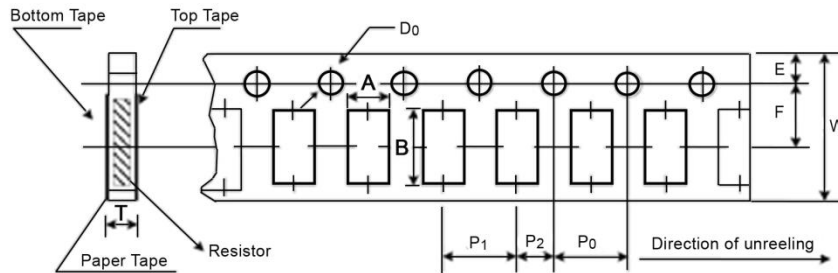 Bottom Tape
Top Tape
D0
E
A
F
W
B
T
P1
P2
P0
Direction of unreeling
Resistor
Paper Tape